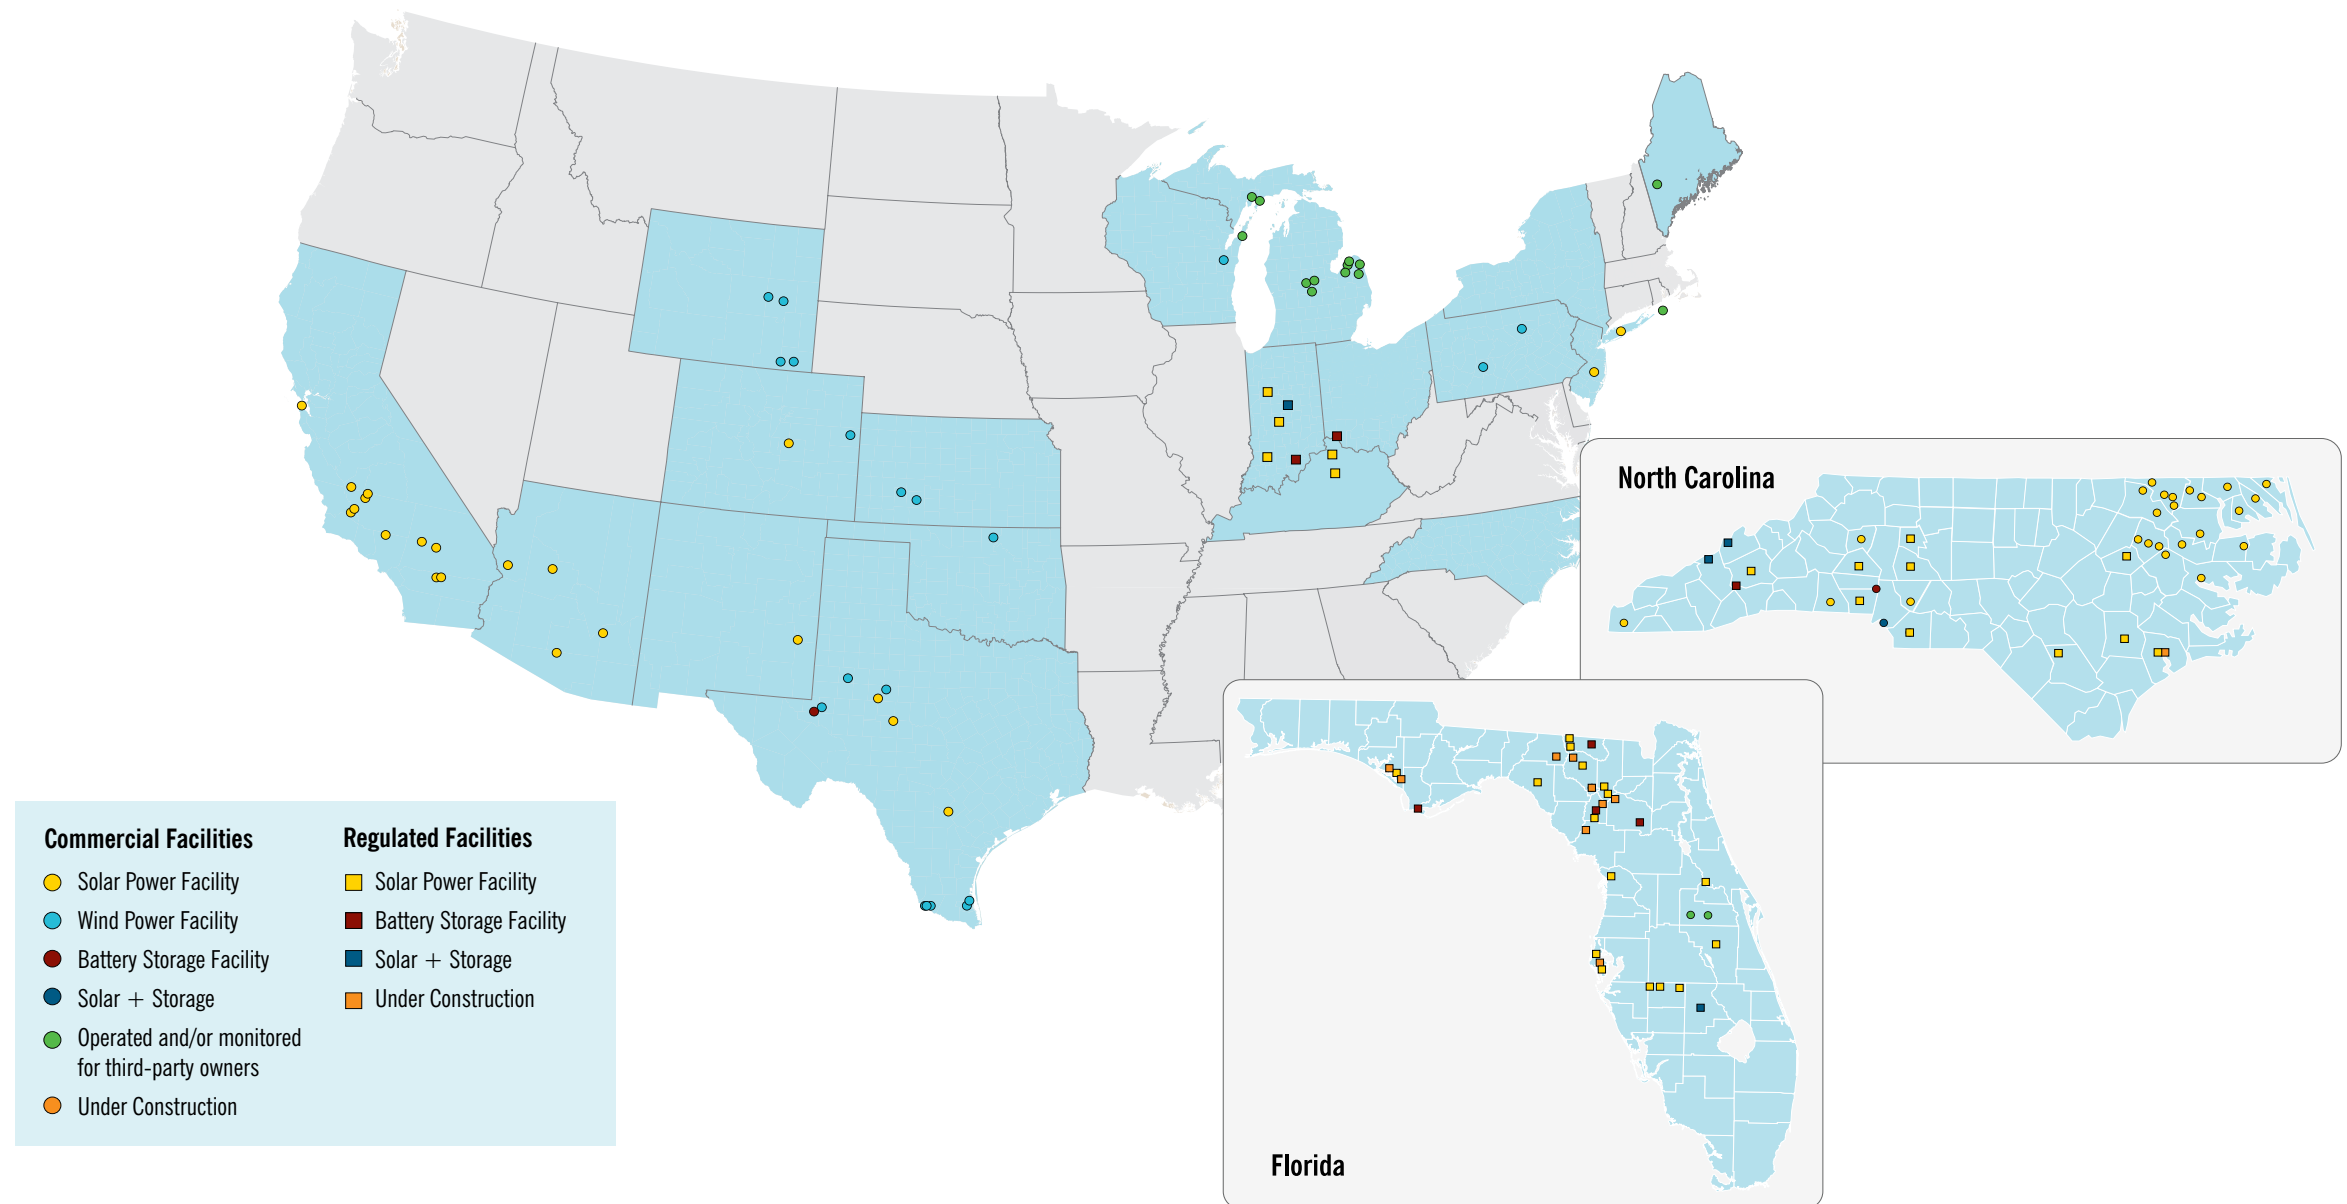 North Carolina
Florida
Commercial Facilities
Solar Power Facility
Wind Power Facility
Battery Storage Facility
Solar + Storage
Operated and/or monitored
for third-party owners
Under Construction
Regulated Facilities
Solar Power Facility
Battery Storage Facility
Solar + Storage
Under Construction